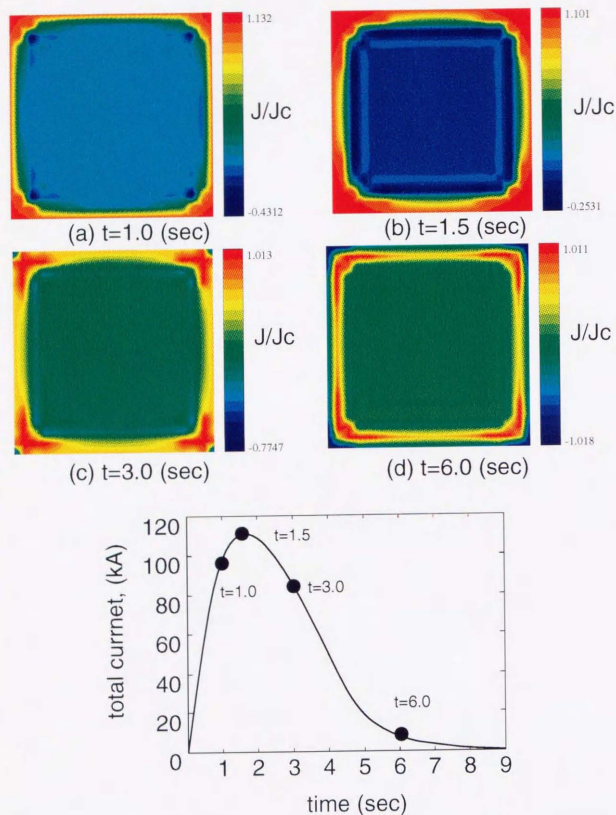 1.132
J/Jc
-0.4312
(a) t=1.0 (sec)
1.101
J/Jc
-0.2531
(b) t=1.5 (sec)
1.013
J/Jc
-0.7747
(c) t=3.0 (sec)
1.011
J/Jc
-1.018
(d) t=6.0 (sec)
total currnet, (kA)
120
100
80
60
40
20
0
t=1.5
t=1.0
t=3.0
t=6.0
1 2 3 4 5 6 7 8 9
time (sec)